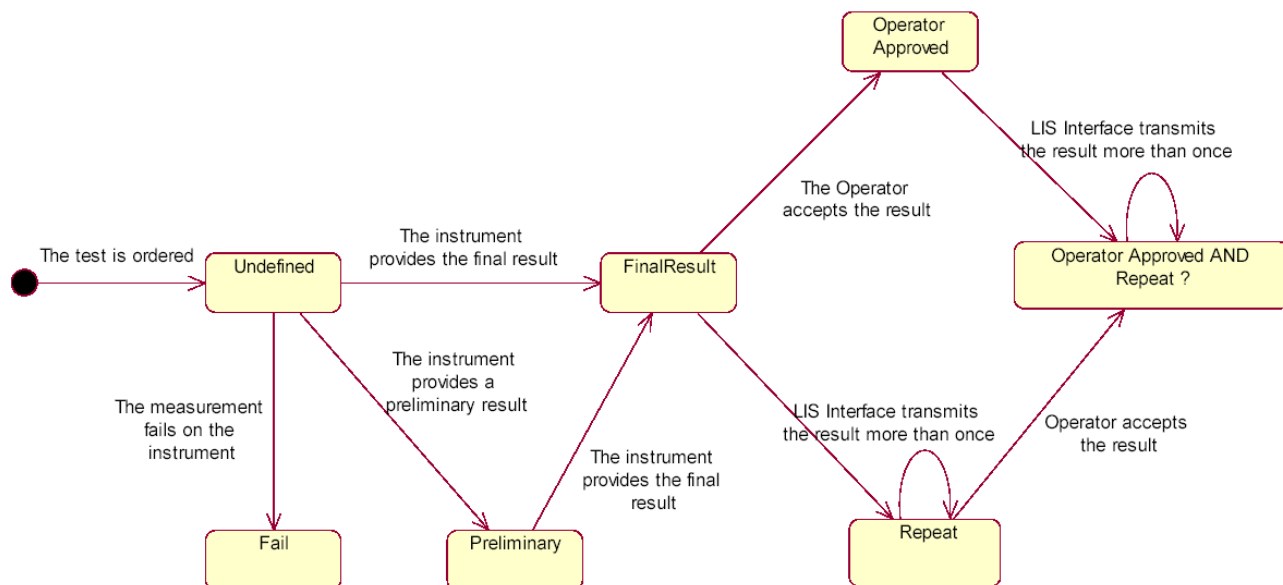 Operator
Approved
LIS Interface transmits
the result more than once
The Operator
accepts the result
The test is ordered
Undefined
The instrument
provides the final result
FinalResult
Operator Approved AND
Repeat ?
The instrument
provides a
preliminary result
The measurement
fails on the
instrument
LIS Interface transmits
the result more than once
Operator accepts
the result
The instrument
provides the final
result
Fail
Preliminary
Repeat